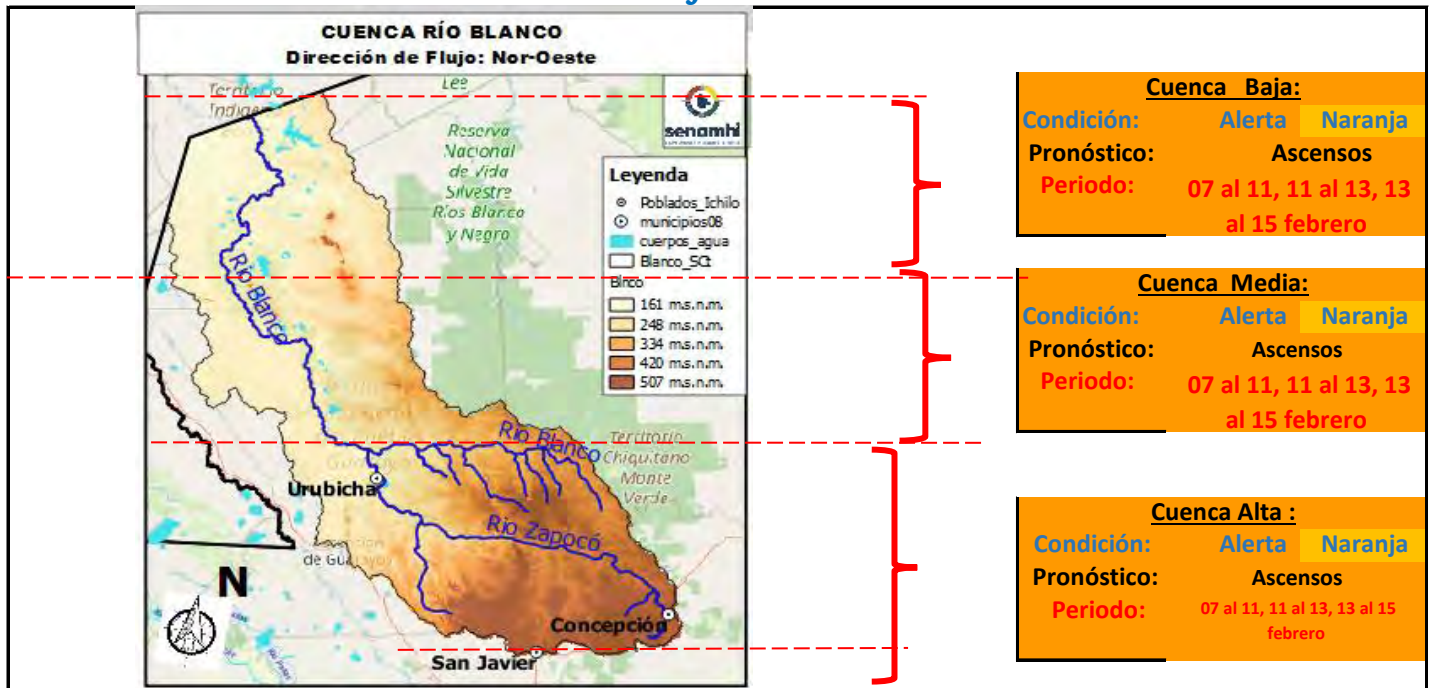 CUENCA RÍO BLANCO
Dirección de Flujo: Nor-Oeste
Territorio
Indígena
Lee
Reserva
Nacional
de Vida
Silvestre
Ríos Blanco
y Negro
senamhi
Leyenda
Poblados_Ichilo
municipios08
cuerpos_agua
Blanco_SCz
Blnco
161 m.s.n.m.
248 m.s.n.m.
334 m.s.n.m.
420 m.s.n.m.
507 m.s.n.m.
Río Blanco
Río Blanco
Territorio
Chiquitano
Monte
Verde
Urubicha
Río Zapocó
de Guarayos
N
Concepción
San Javier
Cuenca Baja:
Condición: Alerta Naranja
Pronóstico: Ascensos
Periodo: 07 al 11, 11 al 13, 13
al 15 febrero
Cuenca Media:
Condición: Alerta Naranja
Pronóstico: Ascensos
Periodo: 07 al 11, 11 al 13, 13
al 15 febrero
Cuenca Alta :
Condición: Alerta Naranja
Pronóstico: Ascensos
Periodo: 07 al 11, 11 al 13, 13 al 15
febrero